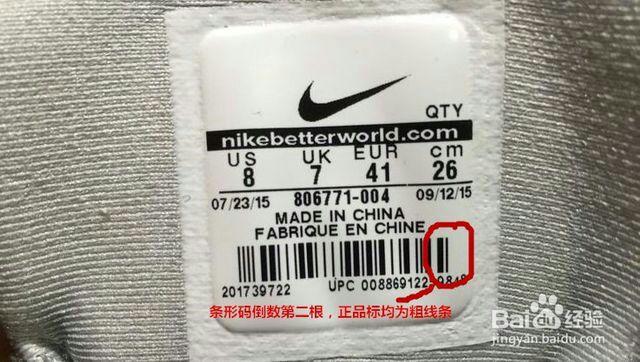 QTY
nikebetterworld.com
US UK EUR cm
8 7 41 26
07/23/15 806771-004 09/12/15
MADE IN CHINA
FABRIQUE EN CHINE
201739722 UPC 008869122
条形码倒数第二根，正品标均为粗线条
Baidu 经验
jingyan.baidu.com